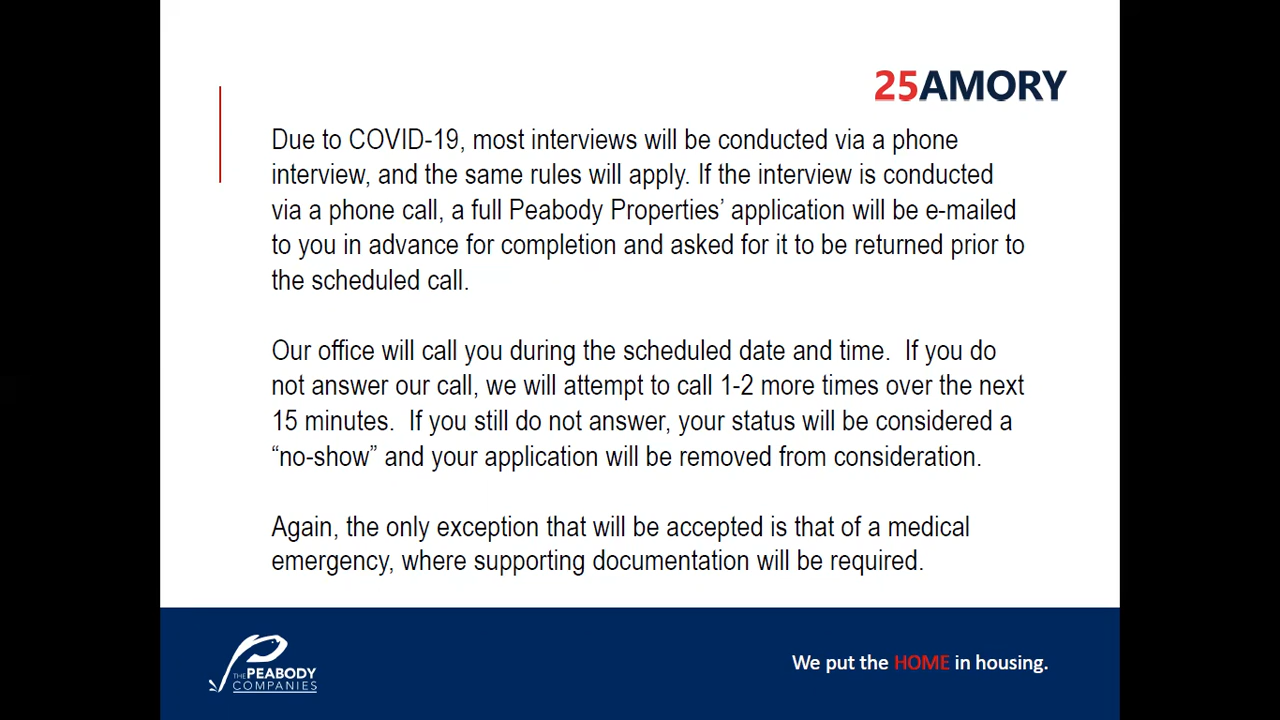 25AMORY
Due to COVID-19, most interviews will be conducted via a phone
interview, and the same rules will apply. If the interview is conducted
via a phone call, a full Peabody Properties’ application will be e-mailed
to you in advance for completion and asked for it to be returned prior to
the scheduled call.
Our office will call you during the scheduled date and time.  If you do
not answer our call, we will attempt to call 1-2 more times over the next
15 minutes.  If you still do not answer, your status will be considered a
“no-show” and your application will be removed from consideration.
Again, the only exception that will be accepted is that of a medical
emergency, where supporting documentation will be required.
THE PEABODY
COMPANIES
We put the HOME in housing.